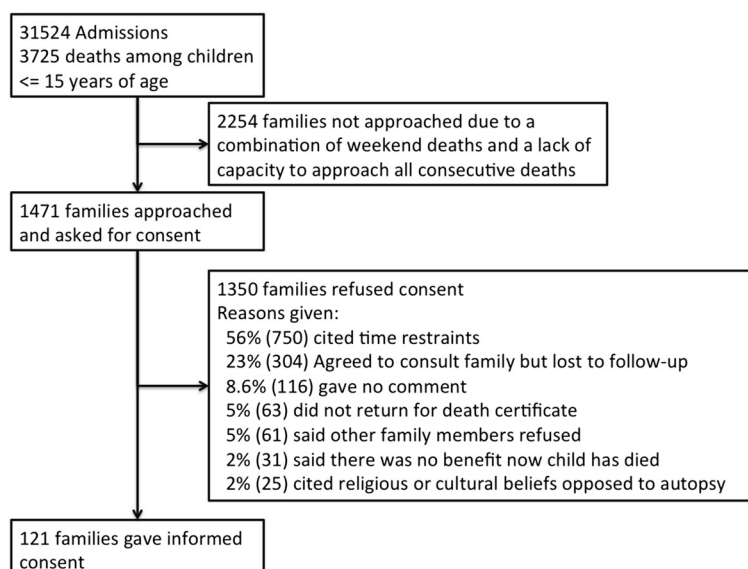 31524 Admissions
3725 deaths among children
<= 15 years of age
2254 families not approached due to a
combination of weekend deaths and a lack of
capacity to approach all consecutive deaths
1471 families approached
and asked for consent
1350 families refused consent
Reasons given:
56% (750) cited time restraints
23% (304) Agreed to consult family but lost to follow-up
8.6% (116) gave no comment
5% (63) did not return for death certificate
5% (61) said other family members refused
2% (31) said there was no benefit now child has died
2% (25) cited religious or cultural beliefs opposed to autopsy
121 families gave informed
consent